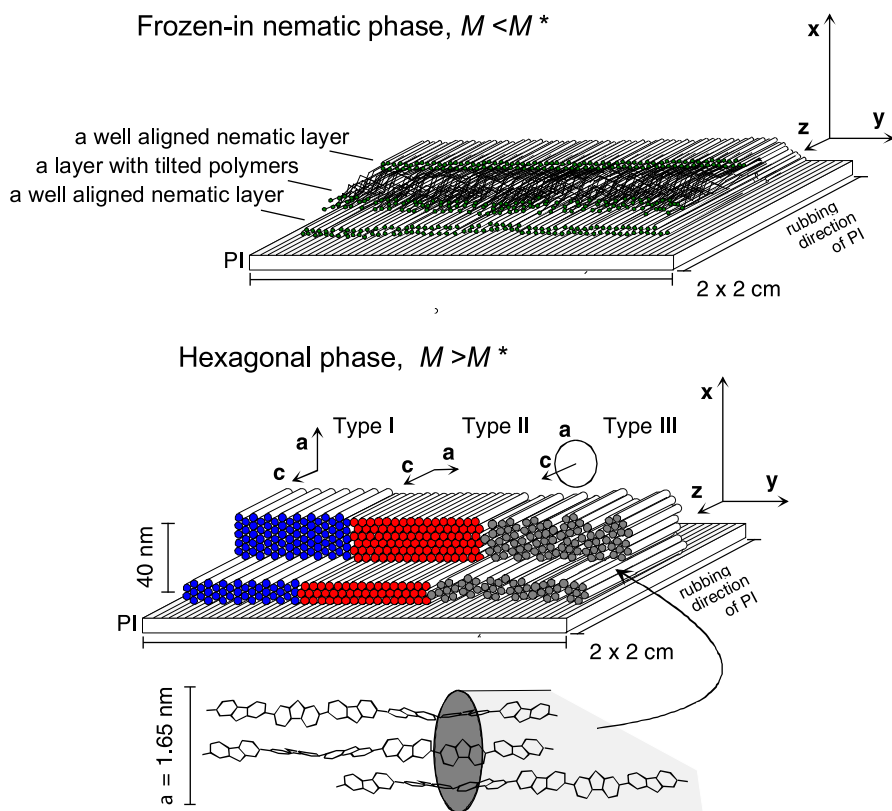 Frozen-in nematic phase, M <M *
x
y
z
a well aligned nematic layer
a layer with tilted polymers
a well aligned nematic layer
PI
rubbing
direction
of PI
2 x 2 cm
Hexagonal phase, M >M *
x
y
z
Type I
Type II
Type III
a
c
a
c
a
c
40 nm
PI
rubbing
direction
of PI
2 x 2 cm
a = 1.65 nm